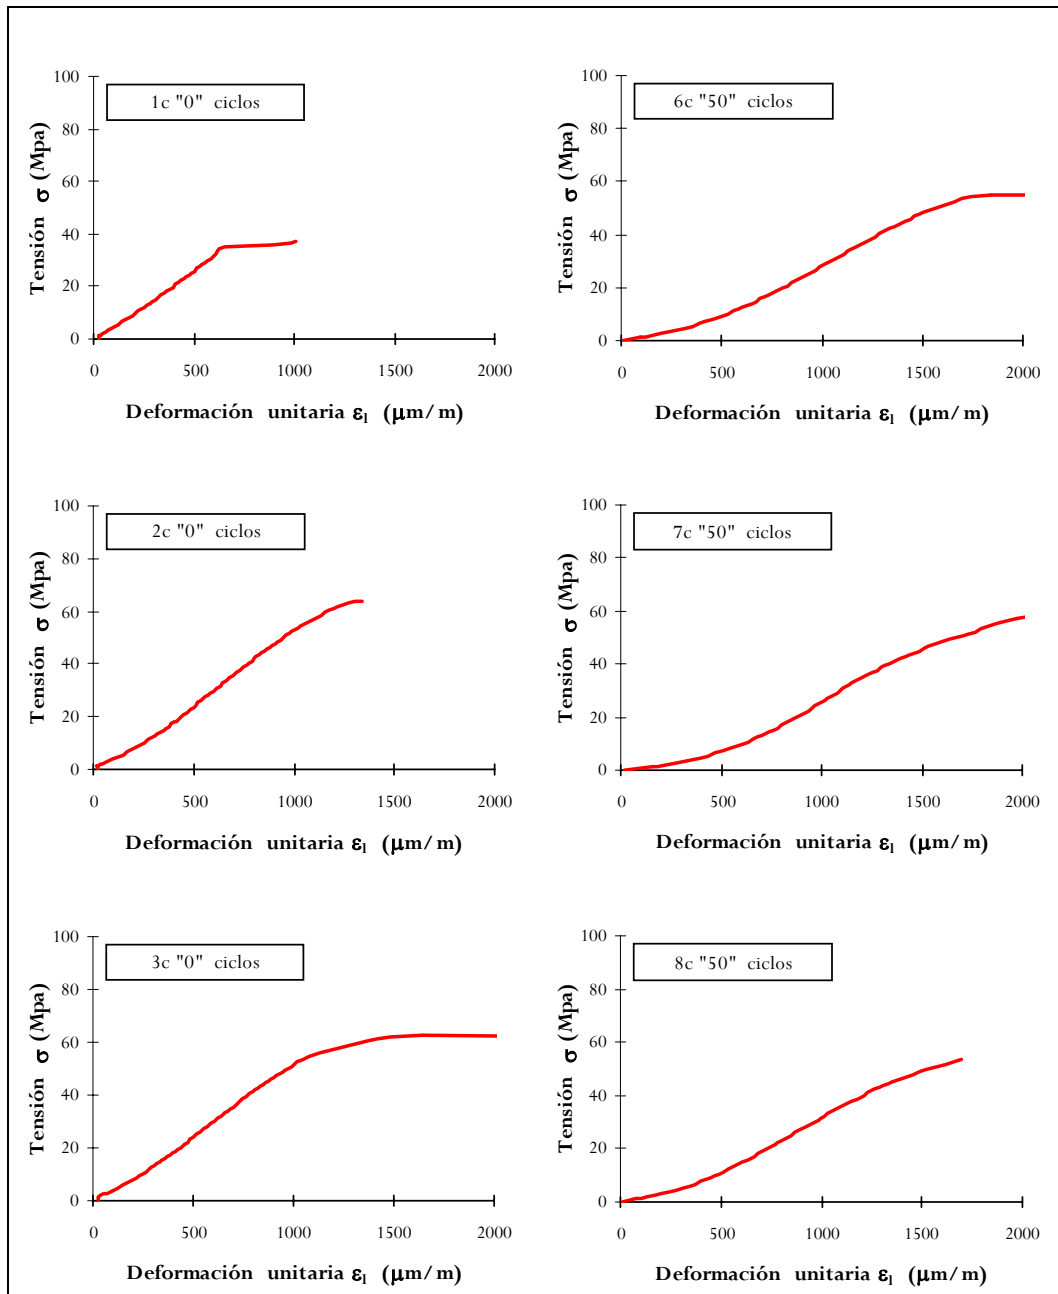 1c "0" ciclos
Tensión σ (Mpa)
100
80
60
40
20
0
0 500 1000 1500 2000
Deformación unitaria εl (μm/m)
6c "50" ciclos
Tensión σ (Mpa)
100
80
60
40
20
0
0 500 1000 1500 2000
Deformación unitaria εl (μm/m)
2c "0" ciclos
Tensión σ (Mpa)
100
80
60
40
20
0
0 500 1000 1500 2000
Deformación unitaria εl (μm/m)
7c "50" ciclos
Tensión σ (Mpa)
100
80
60
40
20
0
0 500 1000 1500 2000
Deformación unitaria εl (μm/m)
3c "0" ciclos
Tensión σ (Mpa)
100
80
60
40
20
0
0 500 1000 1500 2000
Deformación unitaria εl (μm/m)
8c "50" ciclos
Tensión σ (Mpa)
100
80
60
40
20
0
0 500 1000 1500 2000
Deformación unitaria εl (μm/m)